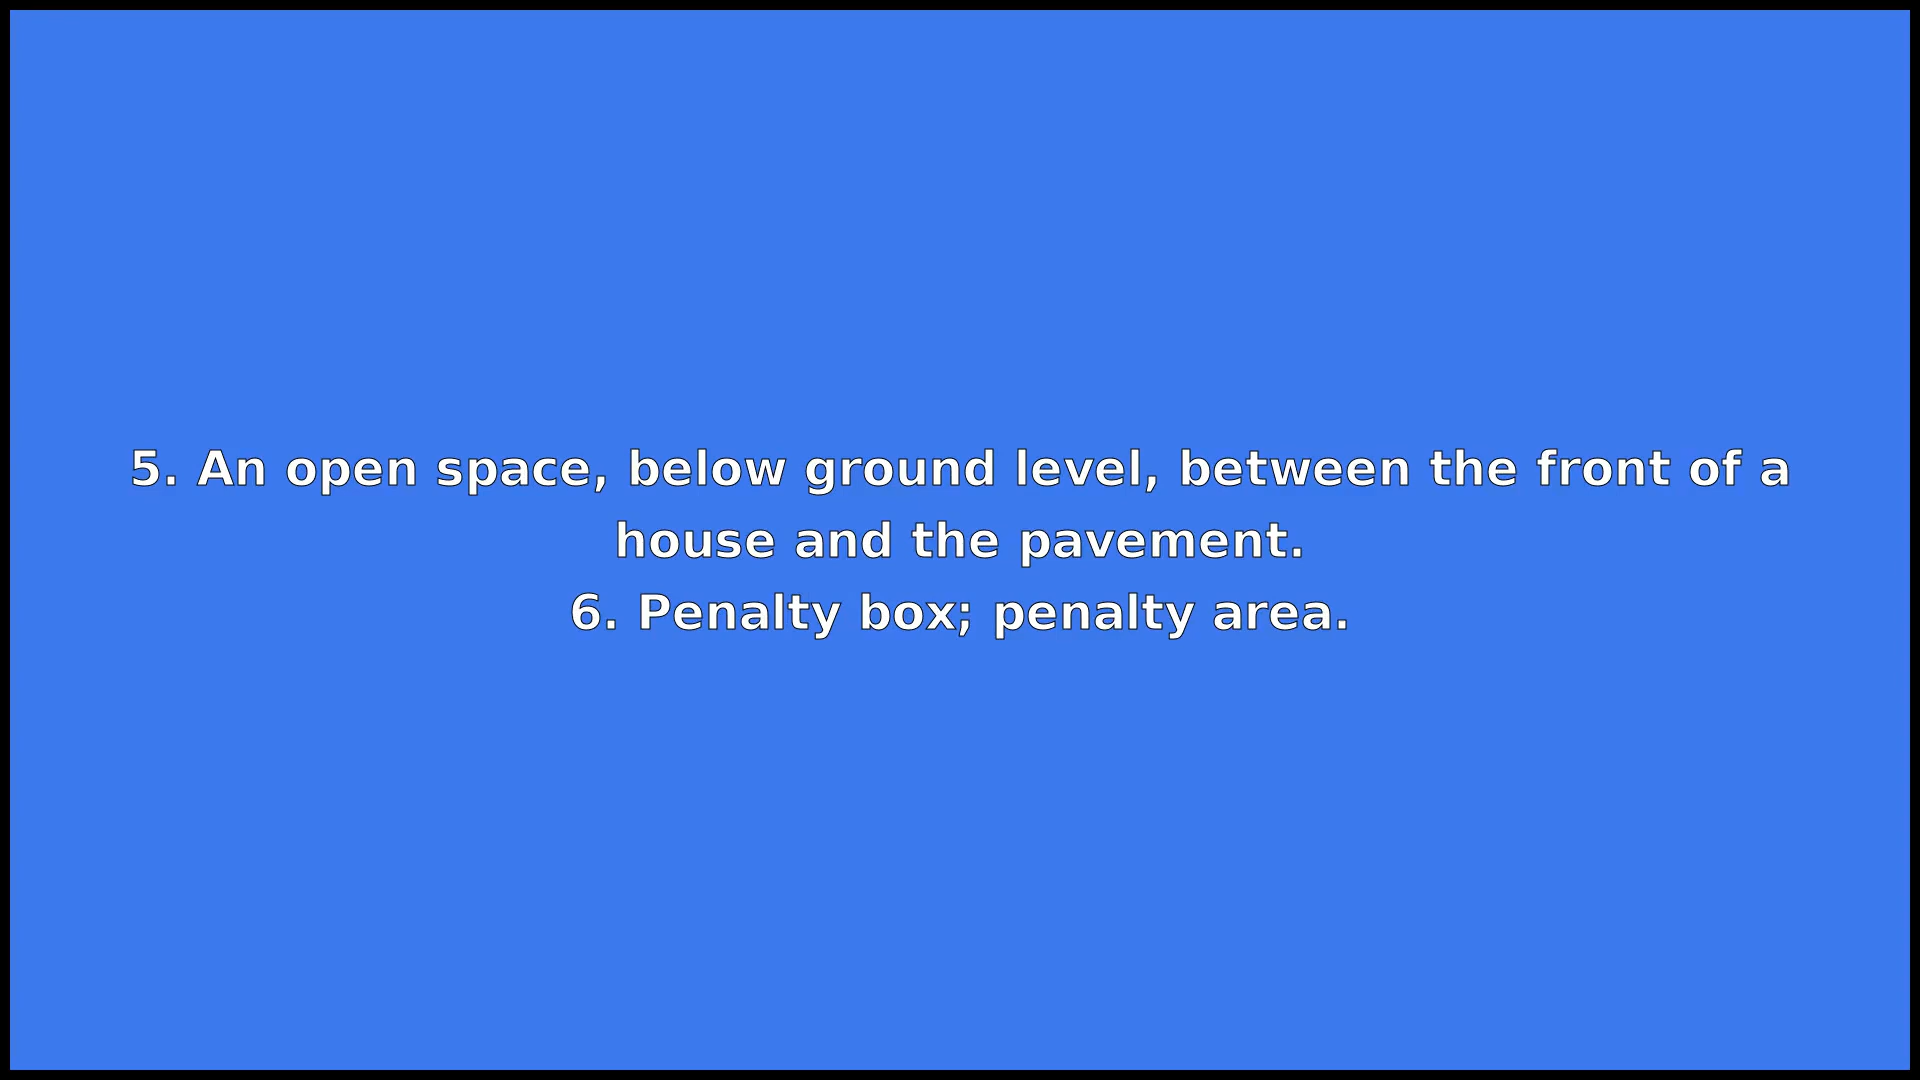 5. An open space, below ground level, between the front of a
house and the pavement.
6. Penalty box; penalty area.